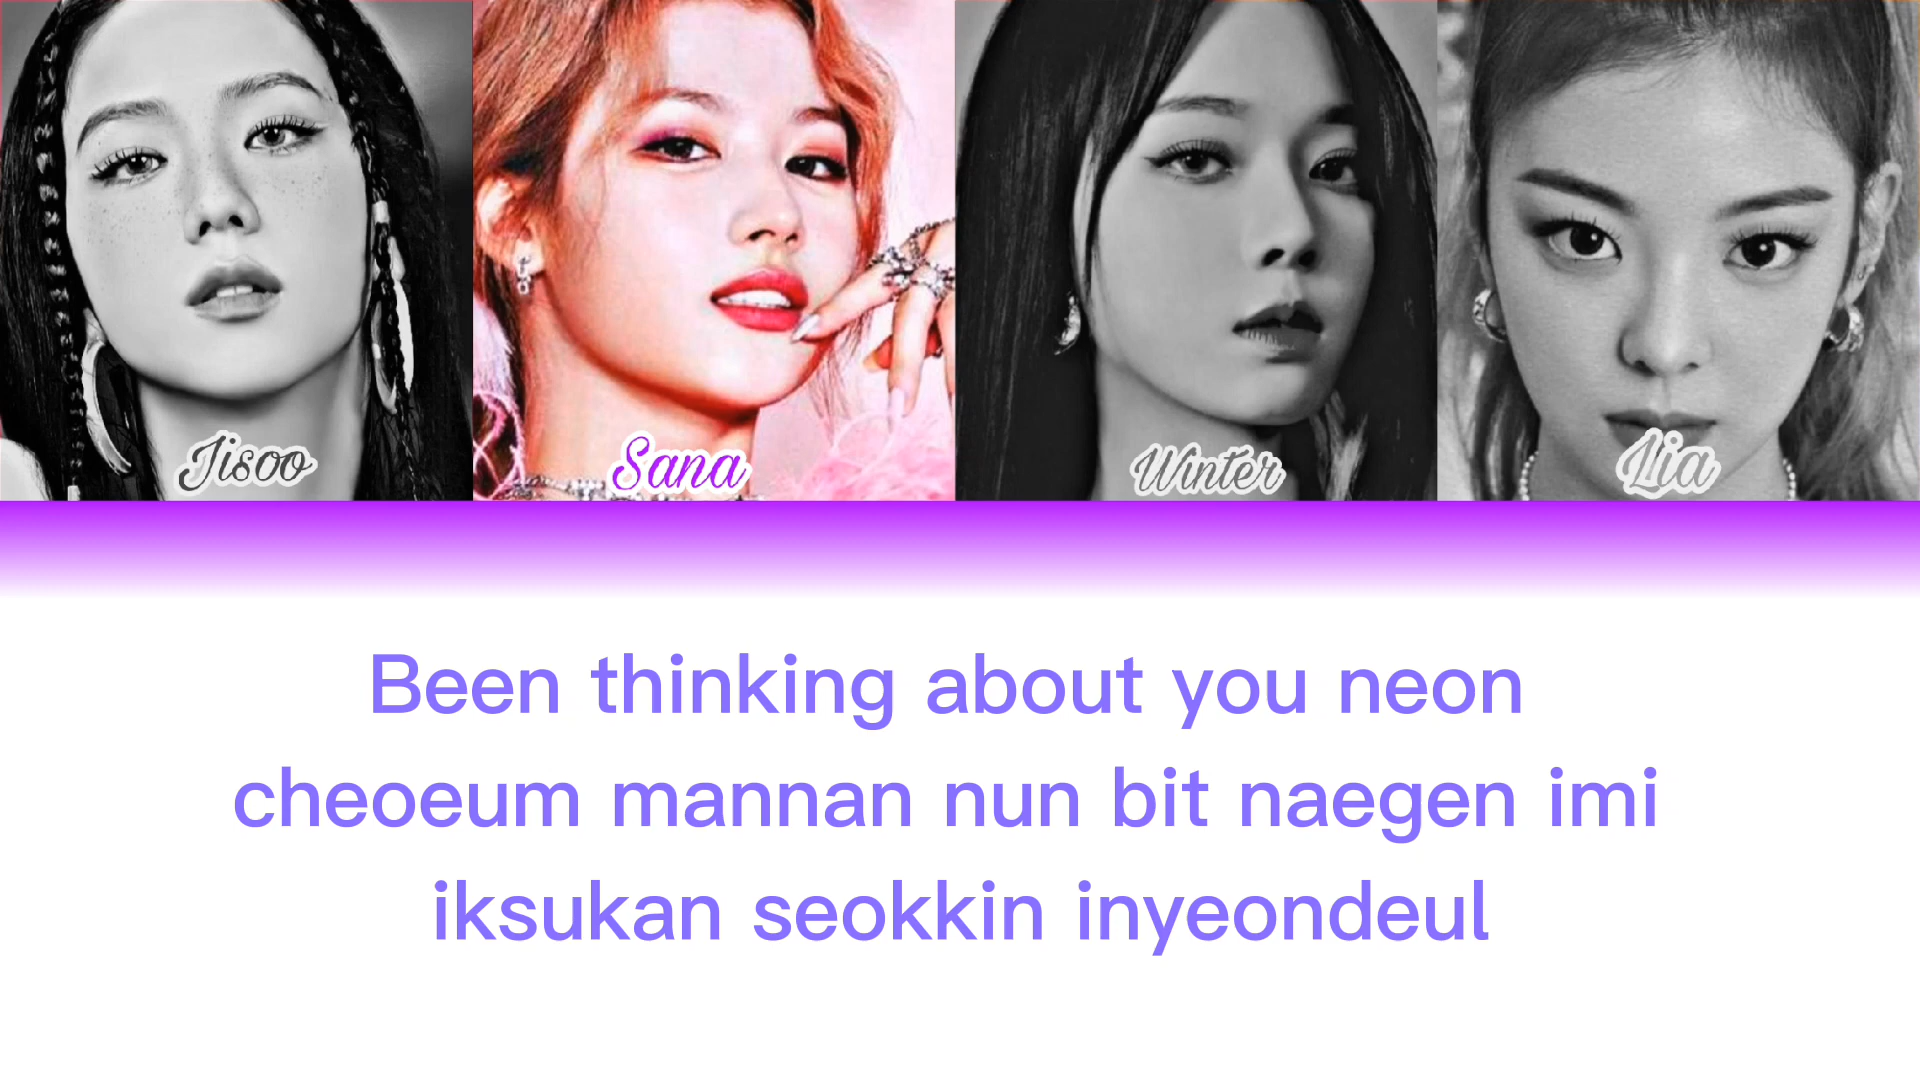 Jisoo
Sana
Winter
Lia
Been thinking about you neon
cheoeum mannan nun bit naegen imi
iksukan seokkin inyeondeul